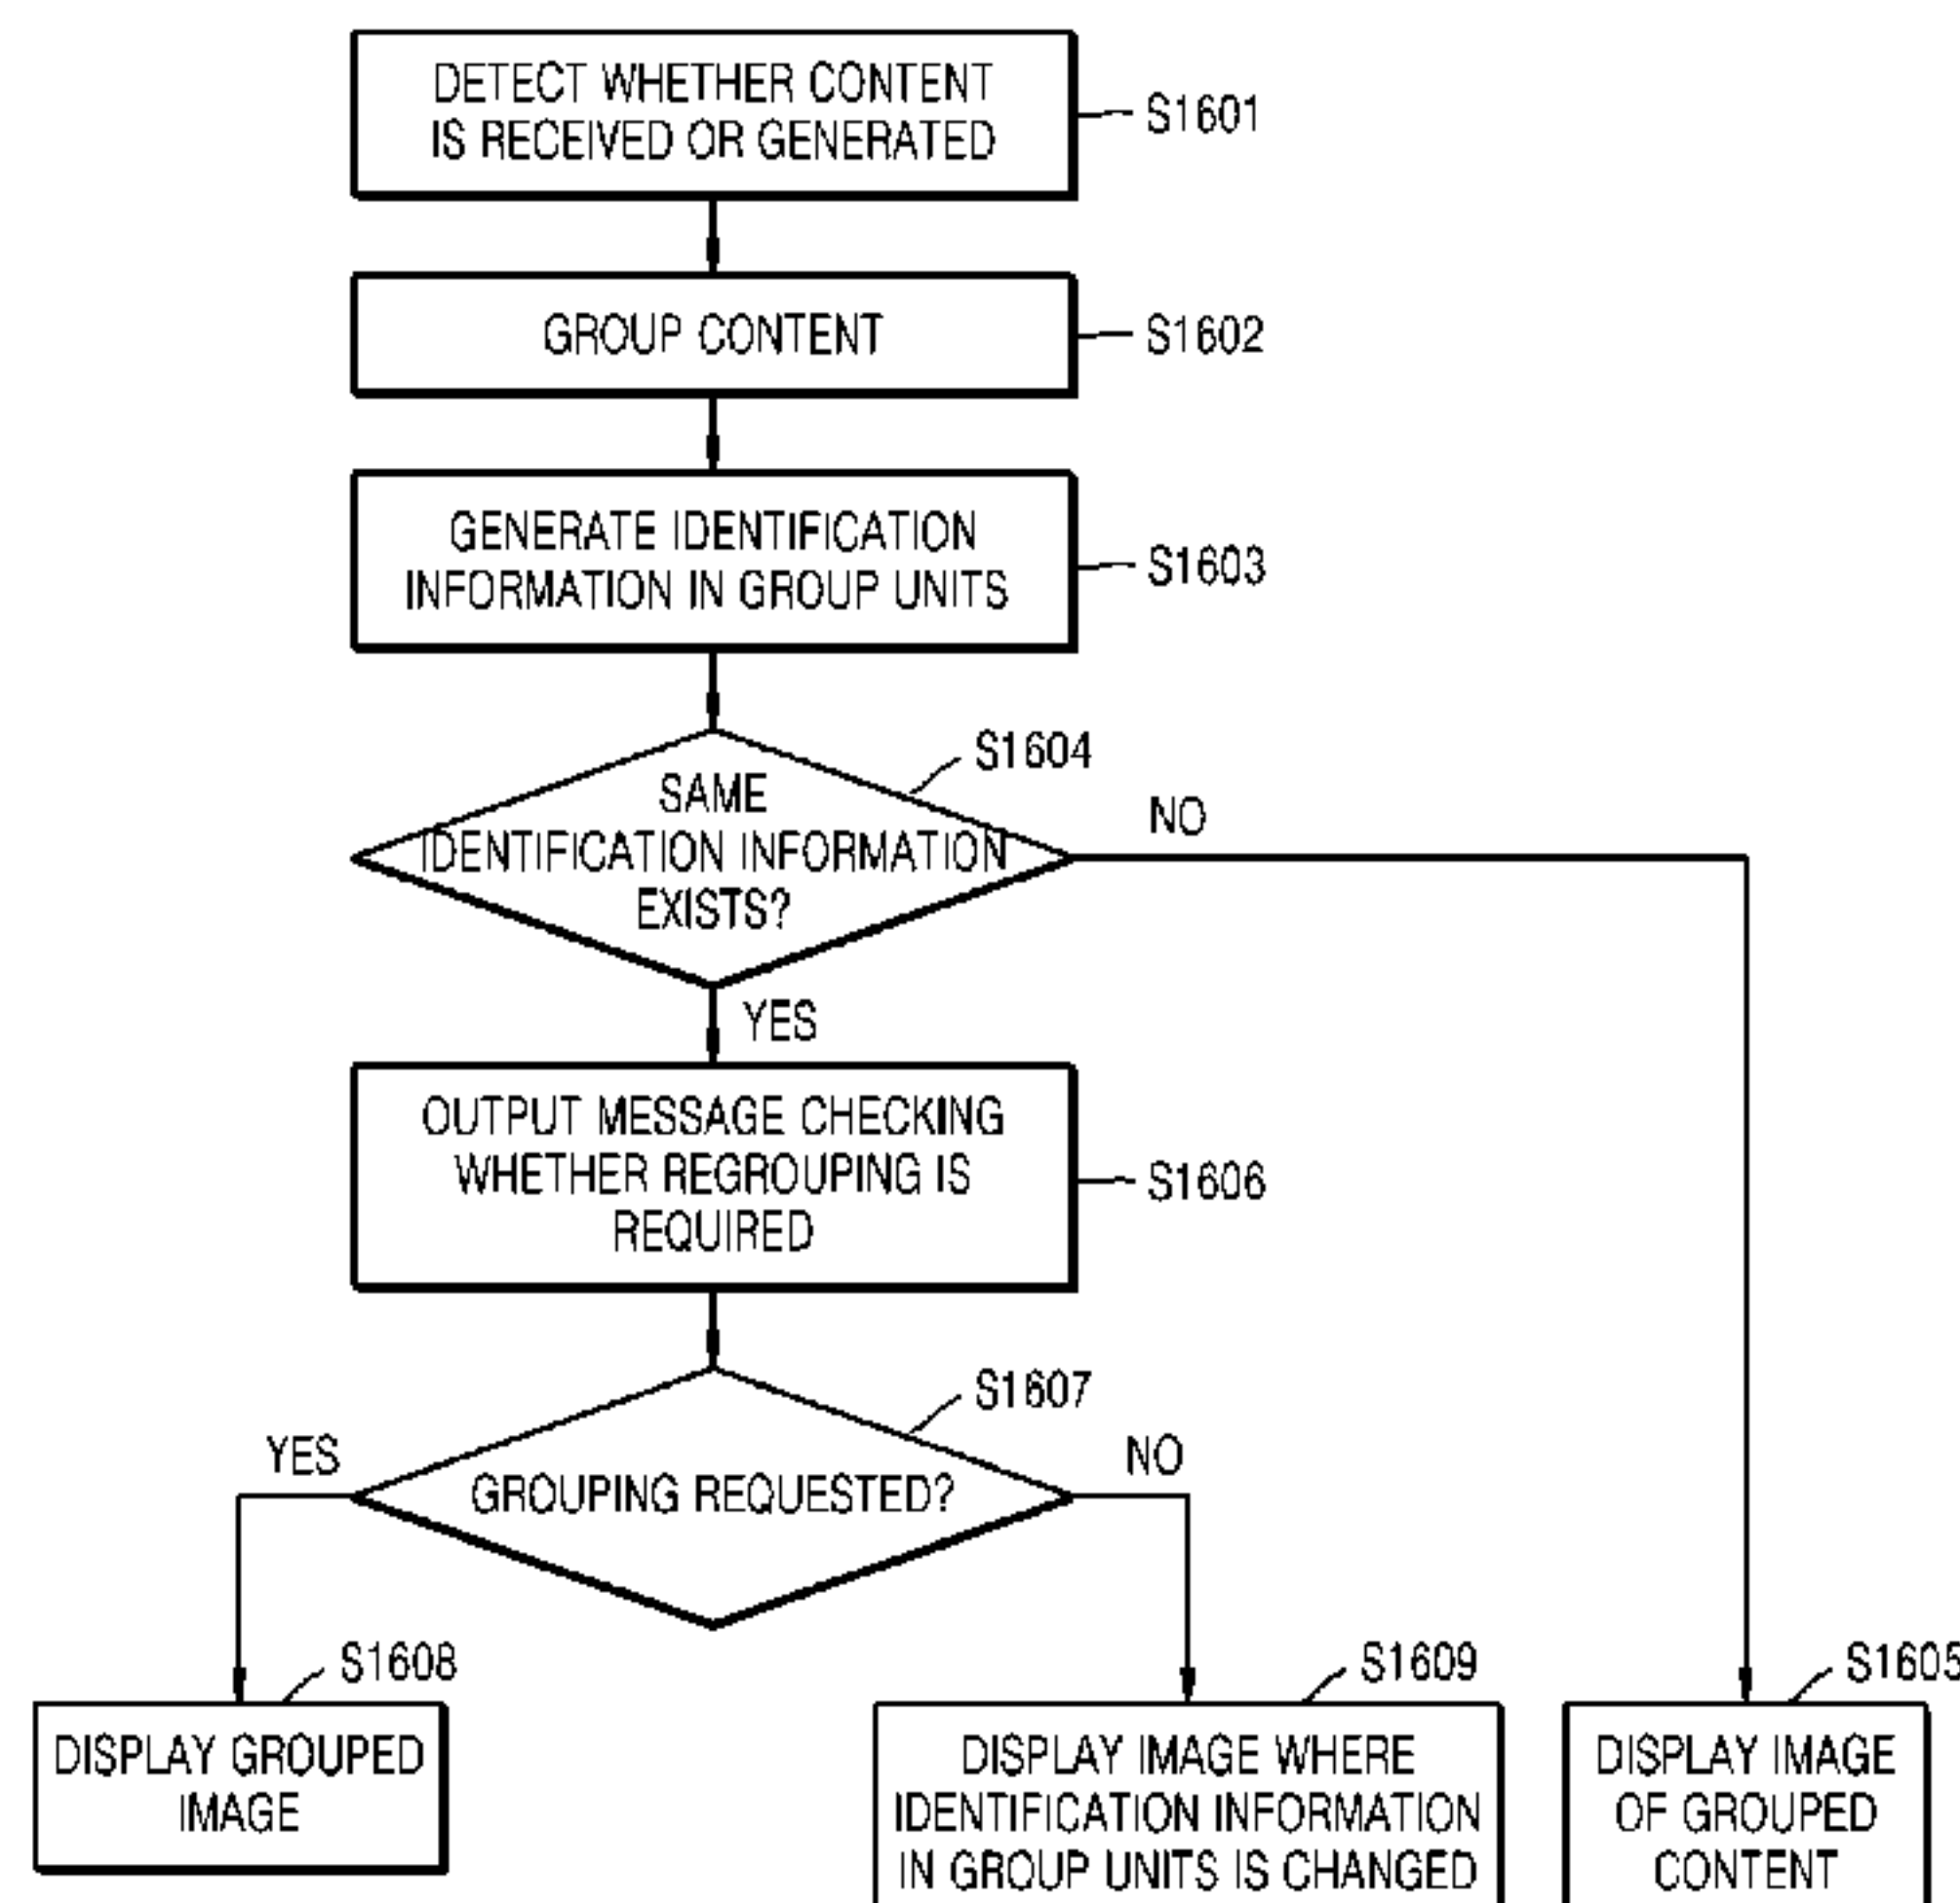 DETECT WHETHER CONTENT
IS RECEIVED OR GENERATED
S1601
GROUP CONTENT
S1602
GENERATE IDENTIFICATION
INFORMATION IN GROUP UNITS
S1603
S1604
SAME
IDENTIFICATION INFORMATION
EXISTS?
NO
YES
OUTPUT MESSAGE CHECKING
WHETHER REGROUPING IS
REQUIRED
S1606
S1607
GROUPING REQUESTED?
YES
NO
S1608
DISPLAY GROUPED
IMAGE
S1609
DISPLAY IMAGE WHERE
IDENTIFICATION INFORMATION
IN GROUP UNITS IS CHANGED
S1605
DISPLAY IMAGE
OF GROUPED
CONTENT